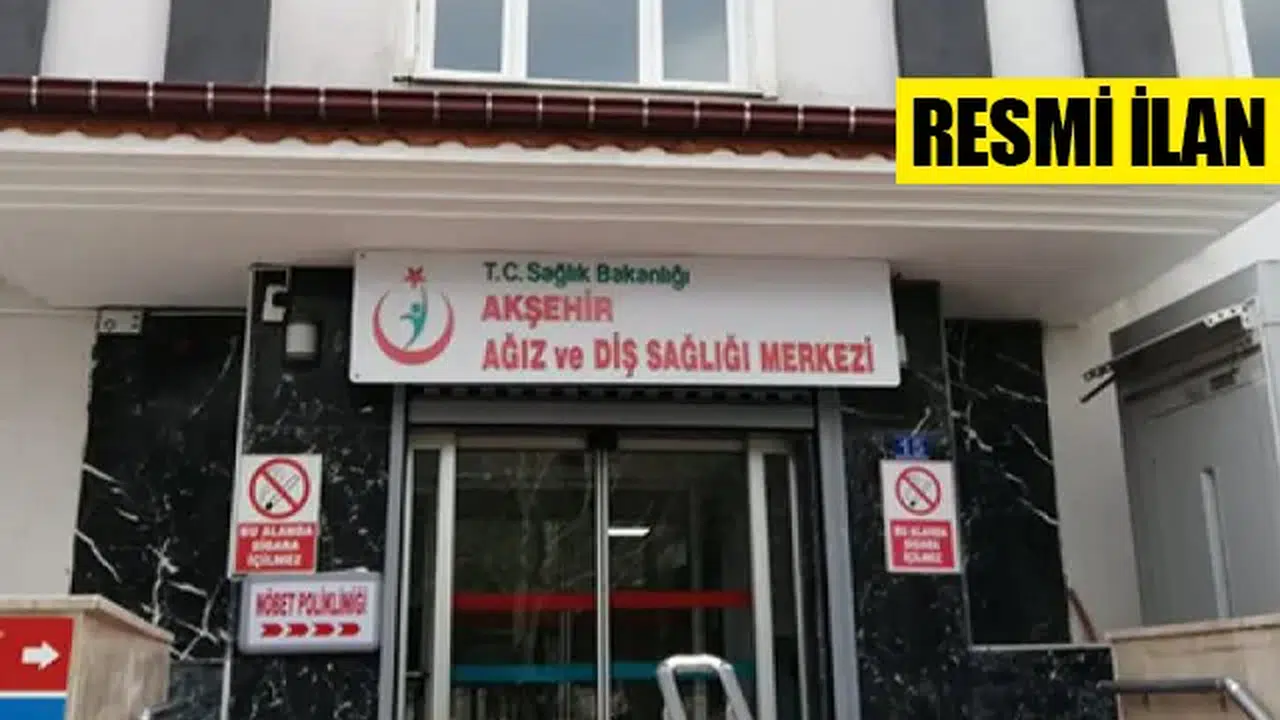 RESMİ İLAN
T.C. Sağlık Bakanlığı
AKŞEHİR
AĞIZ ve DİŞ SAĞLIĞI MERKEZİ
15
BU ALANDA
SİGARA
İÇİLMEZ
BU ALANDA
SİGARA
İÇİLMEZ
NÖBET POLİKLİNİĞİ